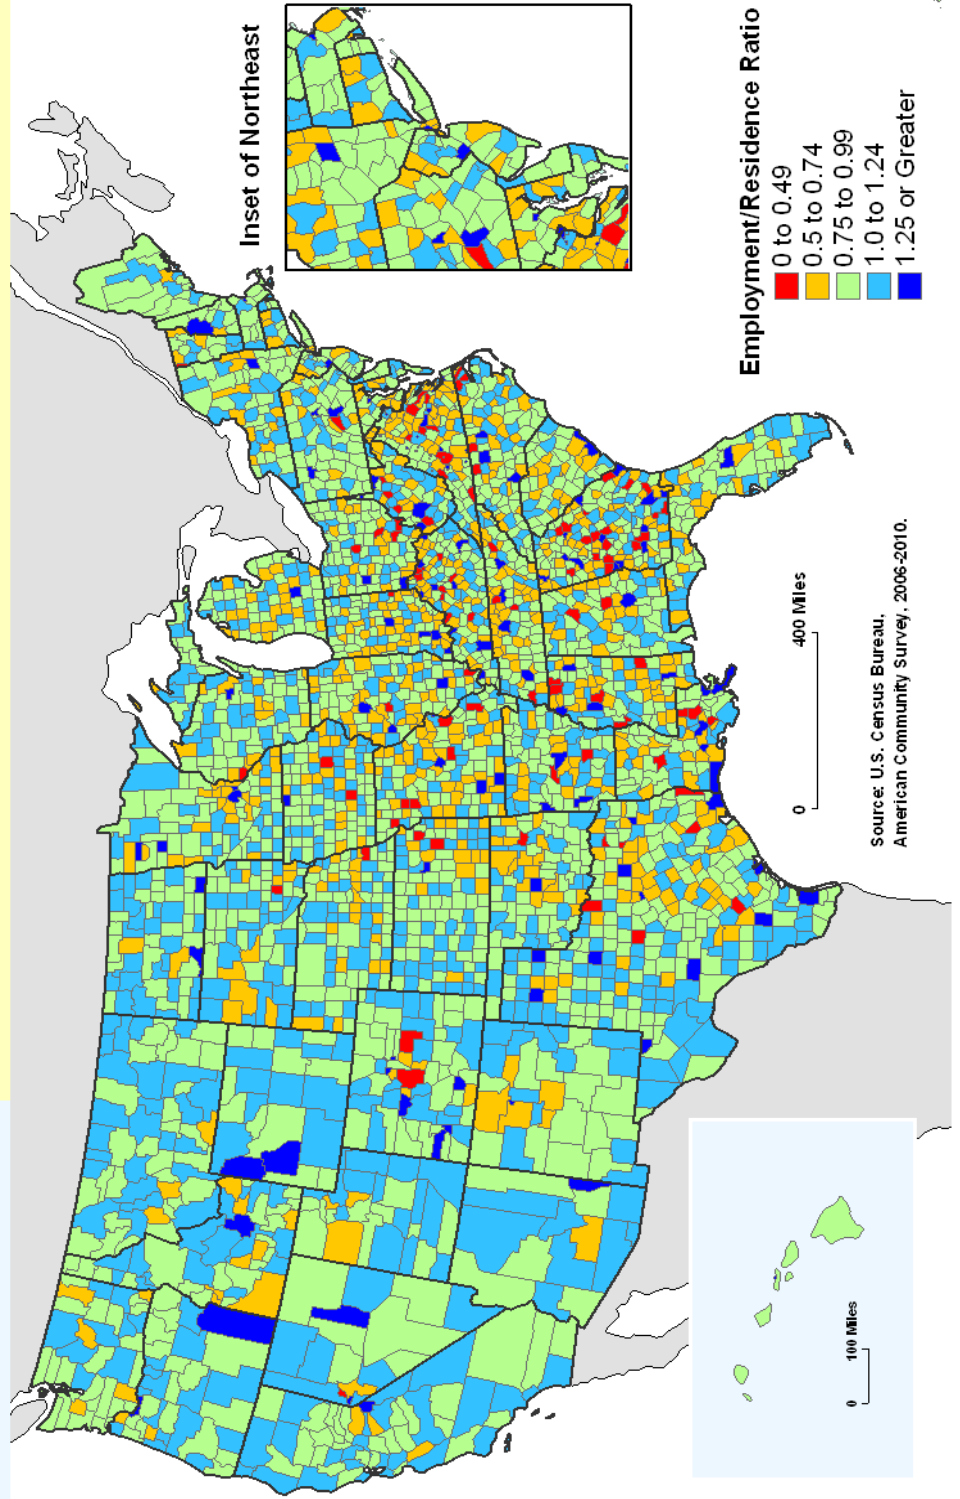 Inset of Northeast
Employment/Residence Ratio
0 to 0.49
0.5 to 0.74
0.75 to 0.99
1.0 to 1.24
1.25 or Greater
0 400 Miles
Source: U.S. Census Bureau,
American Community Survey, 2006-2010.
0 100 Miles